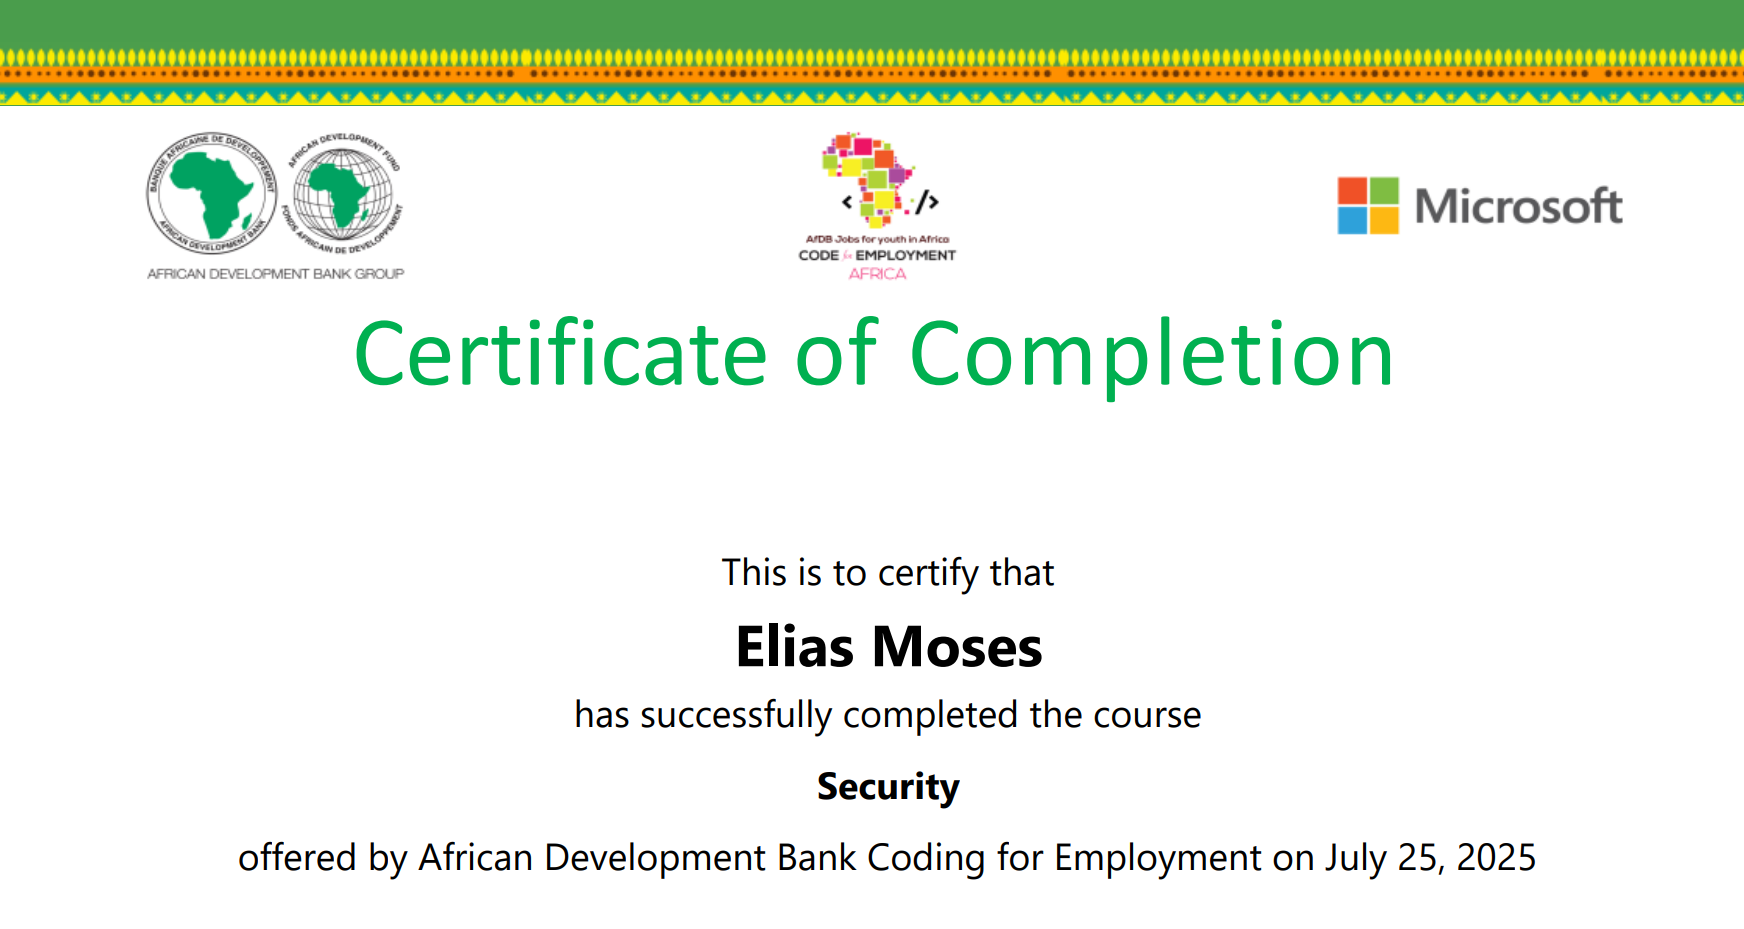 BANQUE AFRICAINE DE DEVELOPPEMENT
AFRICAN DEVELOPMENT BANK
AFRICAN DEVELOPMENT FUND
FONDS AFRICAIN DE DEVELOPPEMENT
AFRICAN DEVELOPMENT BANK GROUP
< />
AfDB Jobs for youth in Africa
CODE for EMPLOYMENT
AFRICA
Microsoft
Certificate of Completion
This is to certify that
Elias Moses
has successfully completed the course
Security
offered by African Development Bank Coding for Employment on July 25, 2025